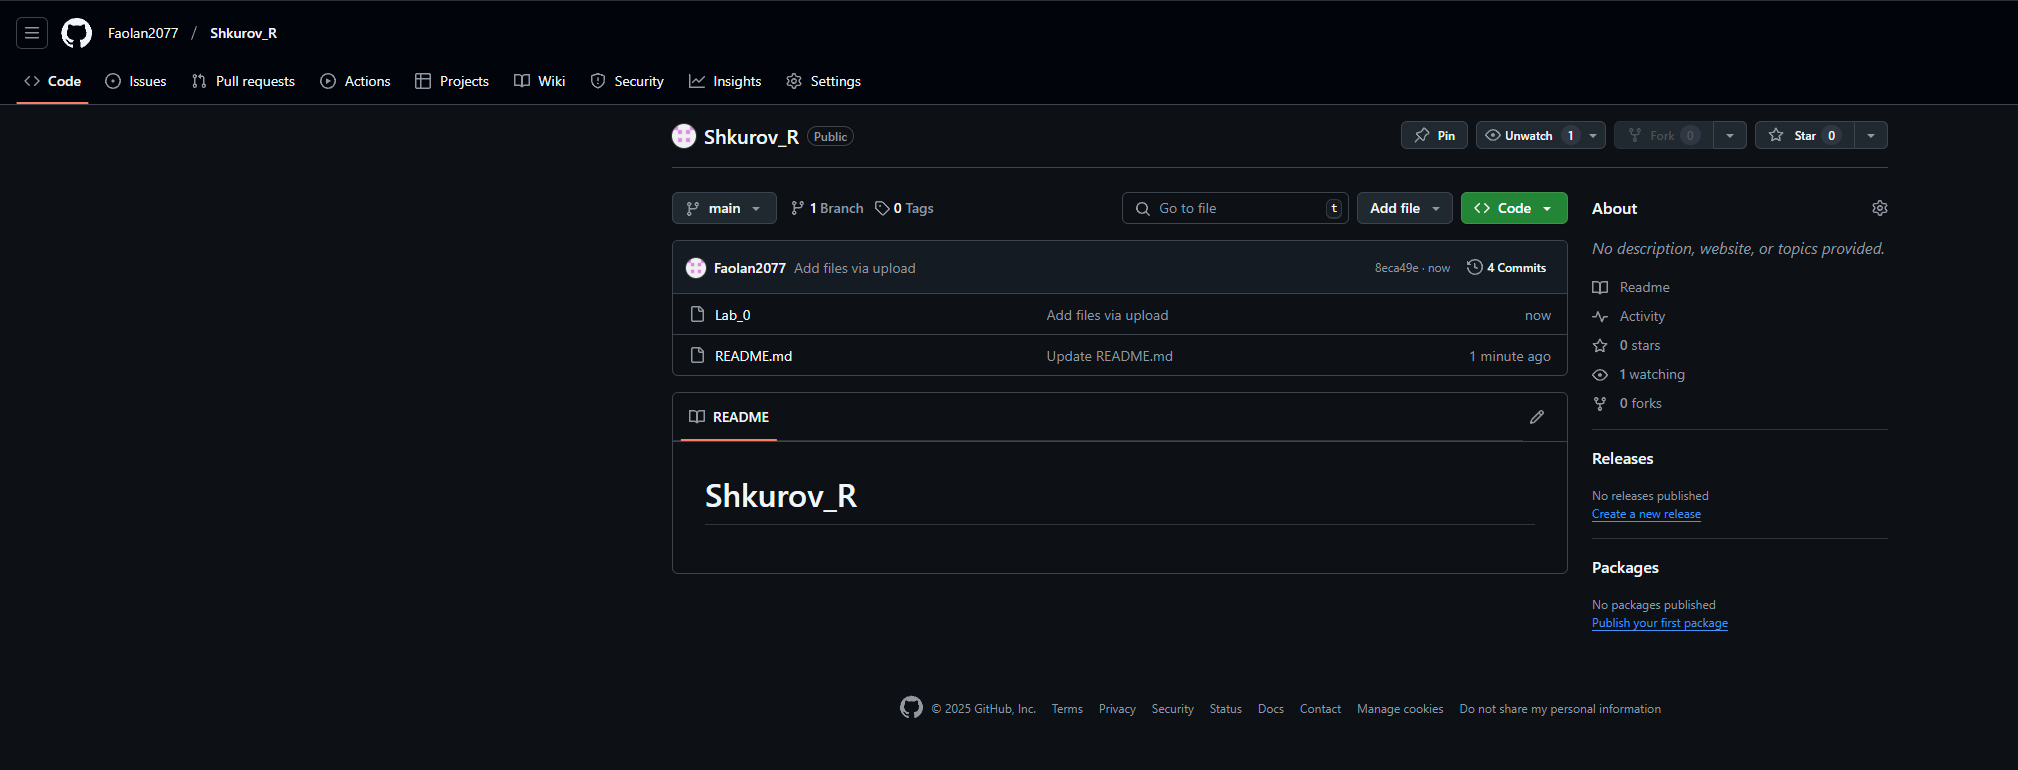 Faolan2077 / Shkurov_R
Code Issues Pull requests Actions Projects Wiki Security Insights Settings
Shkurov_R Public
Pin Unwatch 1 Fork 0 Star 0
main 1 Branch 0 Tags Go to file t Add file Code
Faolan2077 Add files via upload 8eca49e · now 4 Commits
Lab_0 Add files via upload now
README.md Update README.md 1 minute ago
README
Shkurov_R
About
No description, website, or topics provided.
Readme
Activity
0 stars
1 watching
0 forks
Releases
No releases published
Create a new release
Packages
No packages published
Publish your first package
© 2025 GitHub, Inc. Terms Privacy Security Status Docs Contact Manage cookies Do not share my personal information